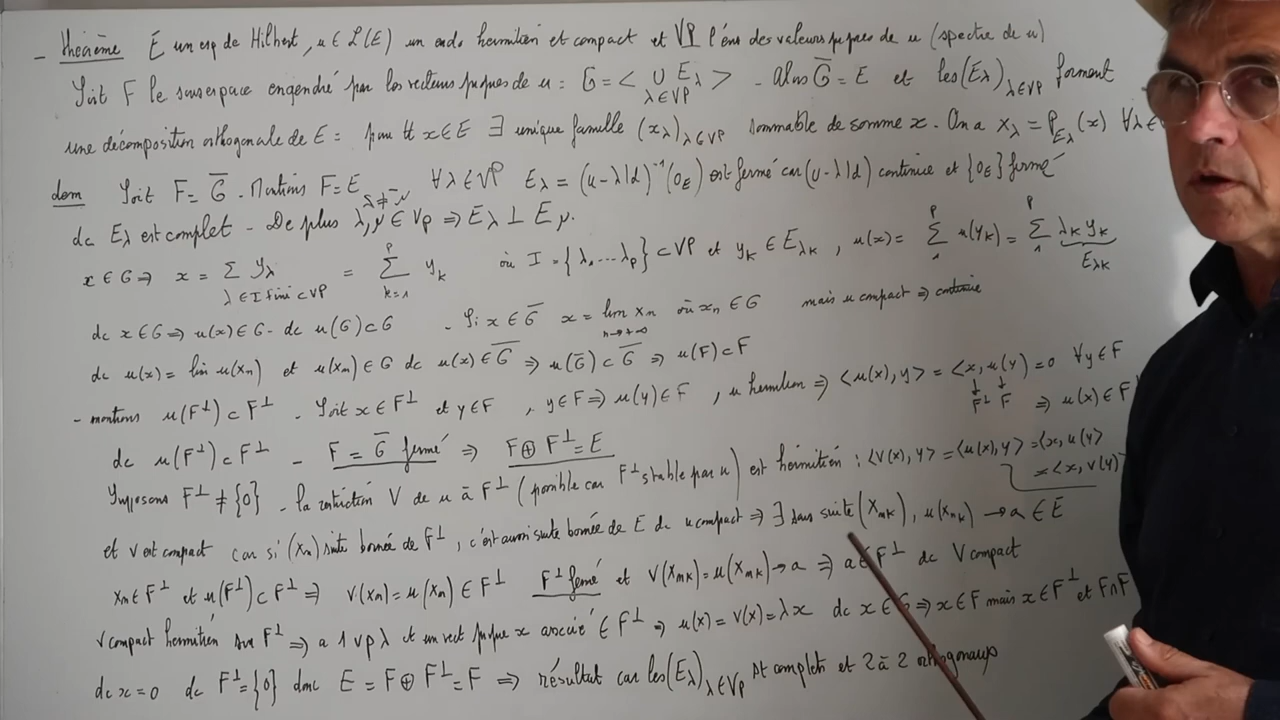 - théorème E un esp de Hilbert, u ∈ L(E) un endo hermitien et compact et VP l'ens des valeurs propres de u (spectre de u)
Soit F le sous espace engendré par les vecteurs propres de u : G = < ∪ E_λ > λ∈VP - Alors G̅ = E et les (E_λ)_λ∈VP forment
une décomposition orthogonale de E = pour tt x ∈ E ∃ unique famille (x_λ)_λ∈VP sommable de somme x. On a x_λ = P_{E_λ}(x) ∀λ∈
dem Soit F = G̅ - Montrons F = E ∀λ ∈ VP E_λ = (u - λId)⁻¹(0_E) est fermé car (u - λId) continue et {0_E} fermé
dc E_λ est complet - De plus λ,μ ∈ VP λ≠μ ⇒ E_λ ⊥ E_μ.
x ∈ G ⇒ x = Σ y_λ λ ∈ I fini ⊂ VP = Σ_{k=1}^p y_k où I = {λ₁ ... λ_p} ⊂ VP et y_k ∈ E_{λk}, u(x) = Σ_1^p u(y_k) = Σ_1^p λ_k y_k E_{λk}
dc x ∈ G ⇒ u(x) ∈ G - dc u(G) ⊂ G - Si x ∈ G̅ x = lim x_n n→+∞ où x_n ∈ G mais u compact ⇒ continue
dc u(x) = lim u(x_n) et u(x_n) ∈ G dc u(x) ∈ G̅ ⇒ u(G̅) ⊂ G̅ ⇒ u(F) ⊂ F
- montrons u(F⊥) ⊂ F⊥ - Soit x ∈ F⊥ et y ∈ F, y ∈ F ⇒ u(y) ∈ F, u hermitien ⇒ <u(x), y> = <x, u(y)> = 0 ∀y ∈ F
F⊥ F ⇒ u(x) ∈ F
dc u(F⊥) ⊂ F⊥ - F = G̅ fermé ⇒ F ⊕ F⊥ = E
Supposons F⊥ ≠ {0} - la restriction V de u à F⊥ (possible car F⊥ stable par u) est hermitien : <V(x), y> = <u(x), y> = <x, u(y)
= <x, V(y)
et V est compact car si (x_n) suite bornée de F⊥, c'est aussi suite bornée de E dc u compact ⇒ ∃ sous suite (x_{nk}), u(x_{nk}) → a ∈ E
x_n ∈ F⊥ et u(F⊥) ⊂ F⊥ ⇒ V(x_n) = u(x_n) ∈ F⊥ F⊥ fermé et V(x_{nk}) = u(x_{nk}) → a ⇒ a ∈ F⊥ dc V compact
V compact hermitien sur F⊥ ⇒ a 1 vp λ et un vect propre x associé ∈ F⊥ ⇒ u(x) = V(x) = λx dc x ∈ G ⇒ x ∈ F mais x ∈ F⊥ et F∩F
dc x = 0 dc F⊥ = {0} donc E = F ⊕ F⊥ = F ⇒ résultat car les (E_λ)_λ∈VP st complets et 2 à 2 orthogonaux